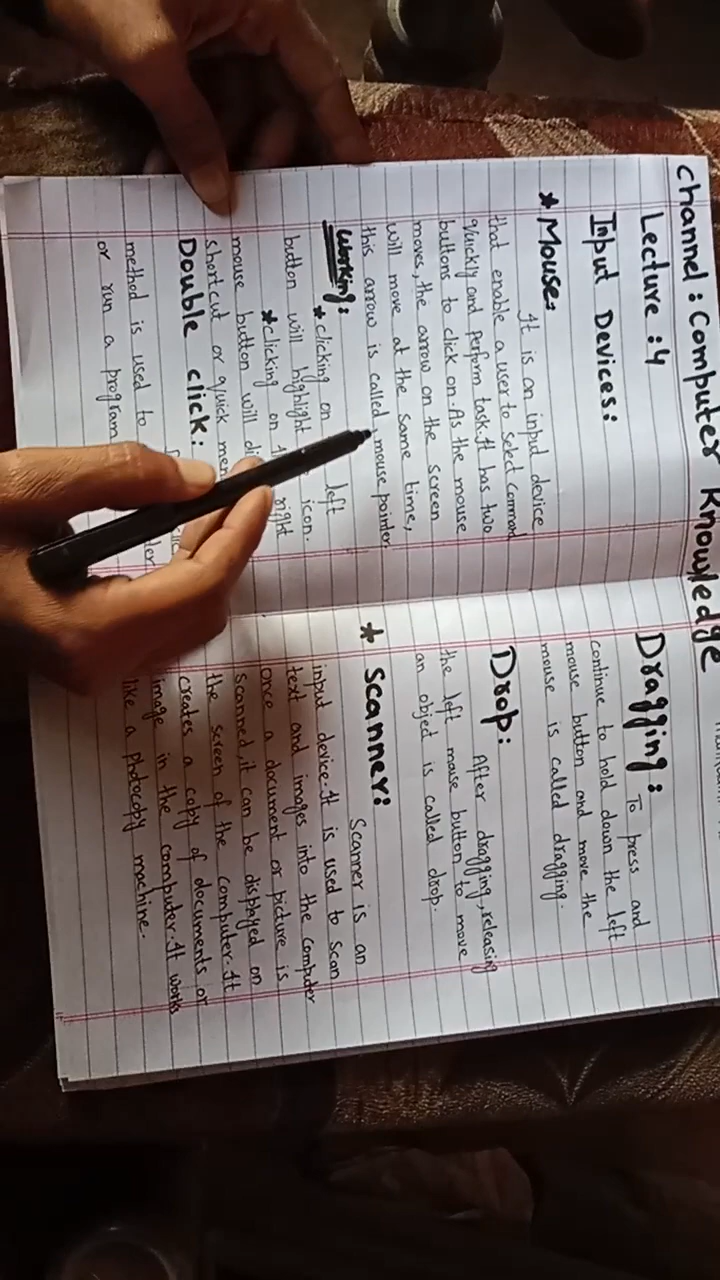 Channel : Computer Knowledge
Lecture : 4
Input Devices:
* Mouse:
It is an input device
that enable a user to select command
quickly and perform task. It has two
buttons to click on. As the mouse
moves, the arrow on the screen
will move at the same time,
this arrow is called mouse pointer.
Working:
* clicking on left
button will highlight icon.
* clicking on right
mouse button will
shortcut or quick
Double click:
method is used to
or run a program
Dragging:
To press and
continue to hold down the left
mouse button and move the
mouse is called dragging.
Drop:
After dragging, releasing
the left mouse button to move
an object is called drop.
* Scanner:
Scanner is an
input device. It is used to scan
text and images into the computer
once a document or picture is
scanned, it can be displayed on
the screen of the computer. It
creates a copy of documents or
image in the computer. It works
like a photocopy machine.